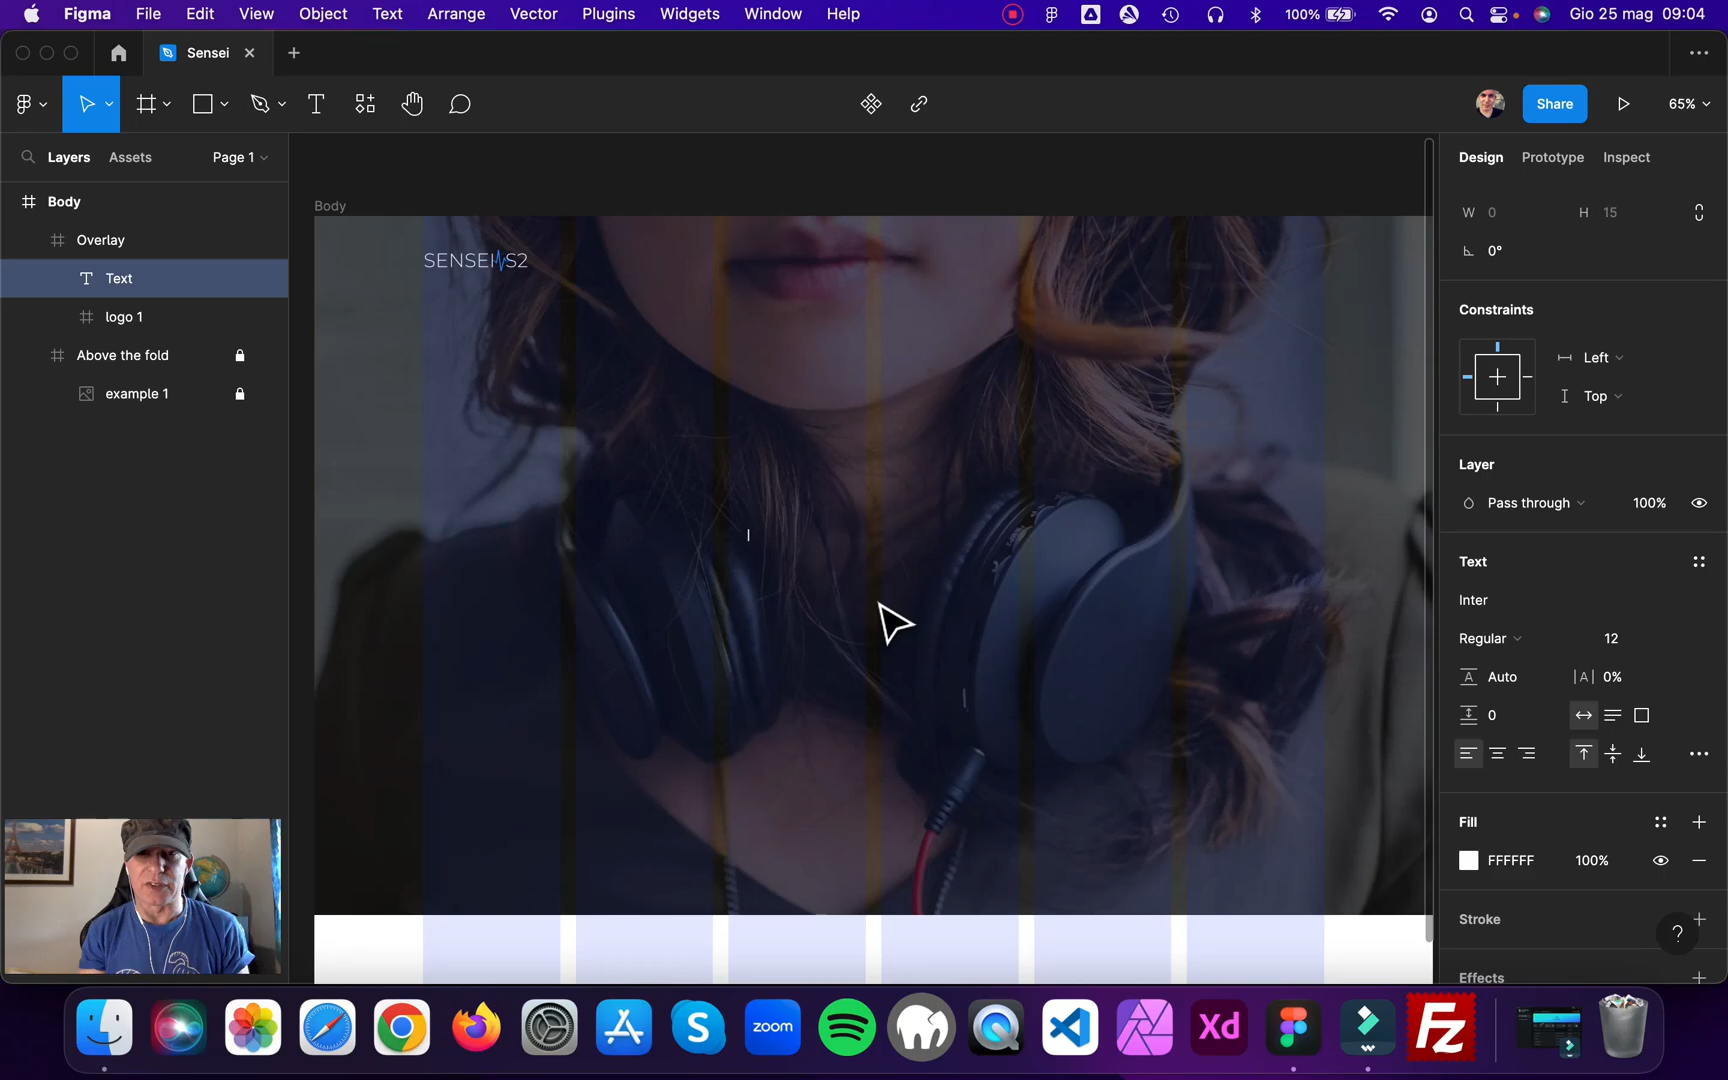 Figma File Edit View Object Text Arrange Vector Plugins Widgets Window Help 100% Gio 25 mag 09:04
Sensei
Share 65%
Layers Assets Page 1
Design Prototype Inspect
Body
Overlay
Text
logo 1
Above the fold
example 1
Body
SENSEI S2
W 0 H 15
0°
Constraints
Left
Top
Layer
Pass through 100%
Text
Inter
Regular 12
Auto |A| 0%
0
Fill
FFFFFF 100%
Stroke
?
Effects
zoom
Xd
Fz